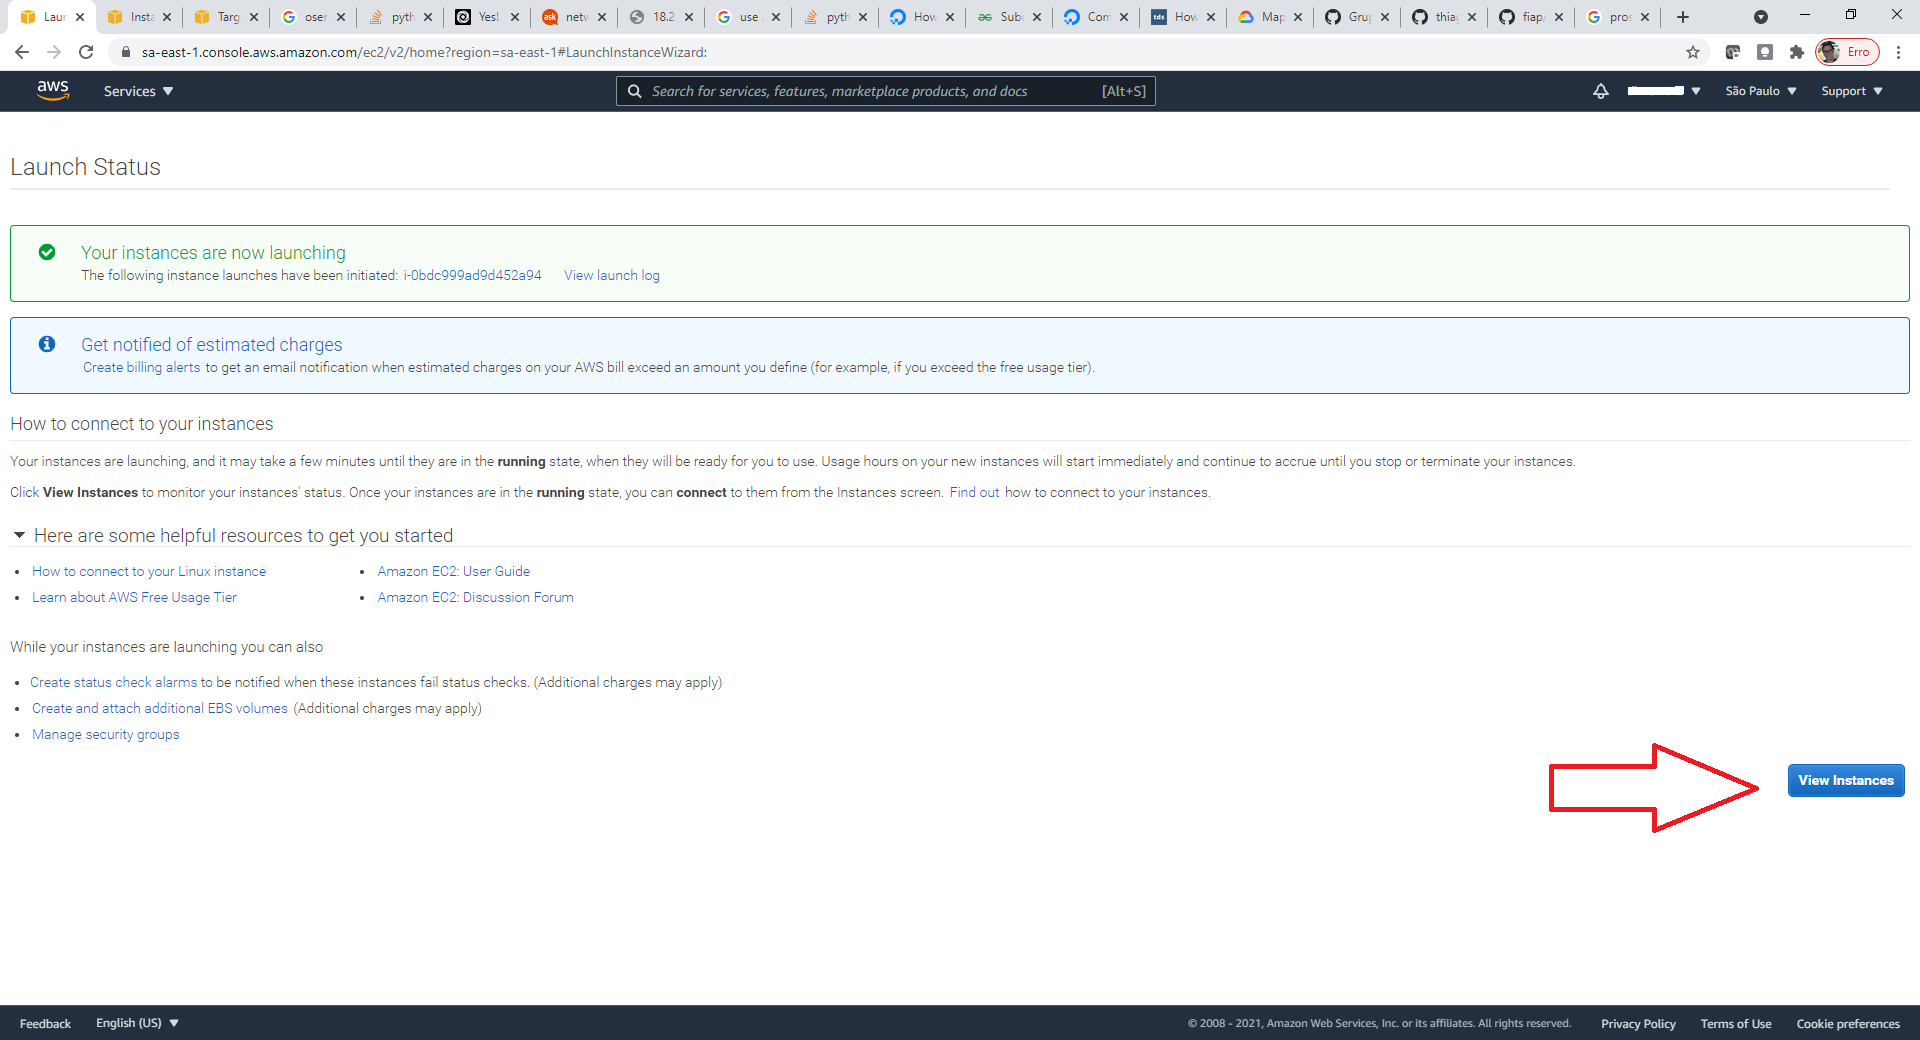 Laun
Insta
Targ
oser
pyth
Yes!
ask
netw
18.2
use
pyth
How
Subr
Com
tds
How
Map
Grup
thia
fiap/
pros
sa-east-1.console.aws.amazon.com/ec2/v2/home?region=sa-east-1#LaunchInstanceWizard:
Erro
aws
Services
Search for services, features, marketplace products, and docs
[Alt+S]
São Paulo
Support
Launch Status
Your instances are now launching
The following instance launches have been initiated: i-0bdc999ad9d452a94 View launch log
Get notified of estimated charges
Create billing alerts to get an email notification when estimated charges on your AWS bill exceed an amount you define (for example, if you exceed the free usage tier).
How to connect to your instances
Your instances are launching, and it may take a few minutes until they are in the running state, when they will be ready for you to use. Usage hours on your new instances will start immediately and continue to accrue until you stop or terminate your instances.
Click View Instances to monitor your instances' status. Once your instances are in the running state, you can connect to them from the Instances screen. Find out how to connect to your instances.
Here are some helpful resources to get you started
How to connect to your Linux instance
Learn about AWS Free Usage Tier
Amazon EC2: User Guide
Amazon EC2: Discussion Forum
While your instances are launching you can also
Create status check alarms to be notified when these instances fail status checks. (Additional charges may apply)
Create and attach additional EBS volumes (Additional charges may apply)
Manage security groups
View Instances
Feedback
English (US)
© 2008 - 2021, Amazon Web Services, Inc. or its affiliates. All rights reserved.
Privacy Policy
Terms of Use
Cookie preferences